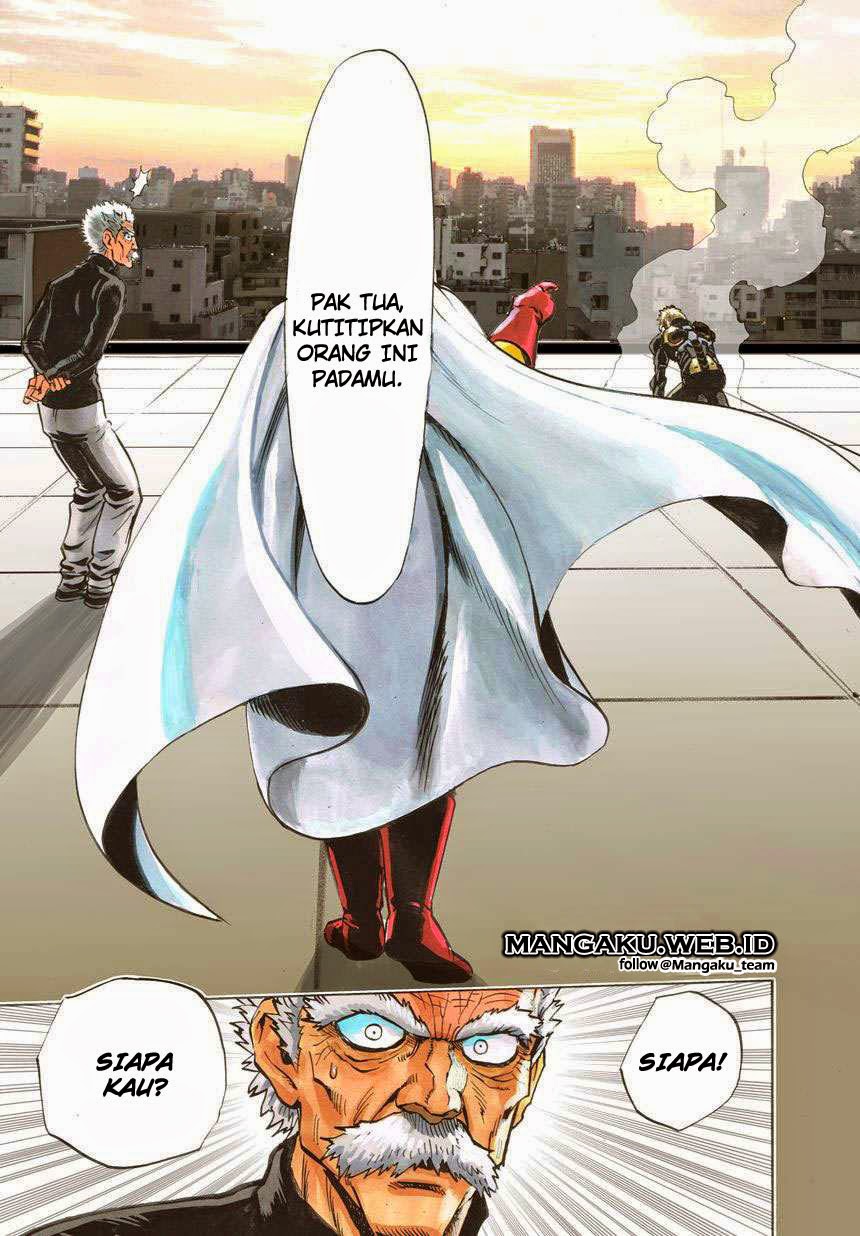 PAK TUA,
KUTITIPKAN
ORANG INI
PADAMU.
MANGAKU.WEB.ID
follow @Mangaku_team
SIAPA
KAU?
SIAPA!